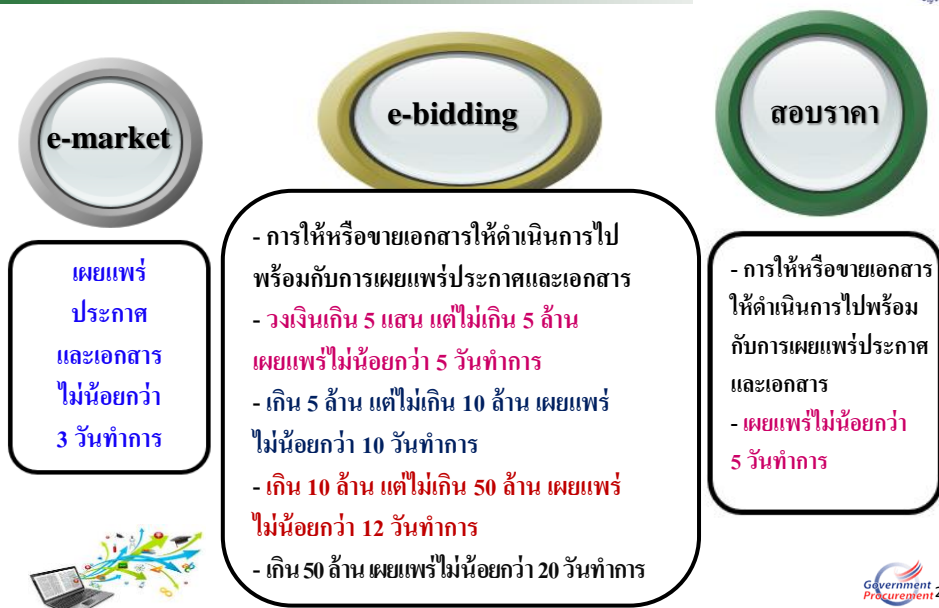 e-market
เผยแพร่
ประกาศ
และเอกสาร
ไม่น้อยกว่า
3 วันทำการ
e-bidding
- การให้หรือขายเอกสารให้ดำเนินการไป
พร้อมกับการเผยแพร่ประกาศและเอกสาร
- วงเงินเกิน 5 แสน แต่ไม่เกิน 5 ล้าน
เผยแพร่ไม่น้อยกว่า 5 วันทำการ
- เกิน 5 ล้าน แต่ไม่เกิน 10 ล้าน เผยแพร่
ไม่น้อยกว่า 10 วันทำการ
- เกิน 10 ล้าน แต่ไม่เกิน 50 ล้าน เผยแพร่
ไม่น้อยกว่า 12 วันทำการ
- เกิน 50 ล้าน เผยแพร่ไม่น้อยกว่า 20 วันทำการ
สอบราคา
- การให้หรือขายเอกสาร
ให้ดำเนินการไปพร้อม
กับการเผยแพร่ประกาศ
และเอกสาร
- เผยแพร่ไม่น้อยกว่า
5 วันทำการ
Government
Procurement